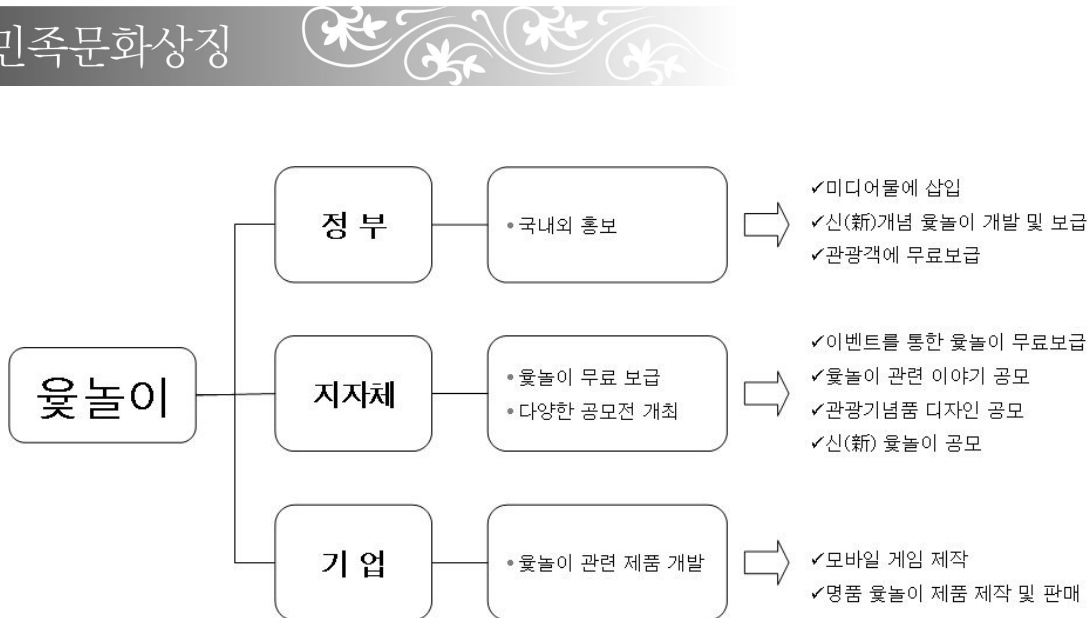 민족문화상징
정 부
• 국내외 홍보
✓미디어물에 삽입
✓신(新)개념 윷놀이 개발 및 보급
✓관광객에 무료보급
윷놀이
지자체
• 윷놀이 무료 보급
• 다양한 공모전 개최
✓이벤트를 통한 윷놀이 무료보급
✓윷놀이 관련 이야기 공모
✓관광기념품 디자인 공모
✓신(新) 윷놀이 공모
기 업
• 윷놀이 관련 제품 개발
✓모바일 게임 제작
✓명품 윷놀이 제품 제작 및 판매